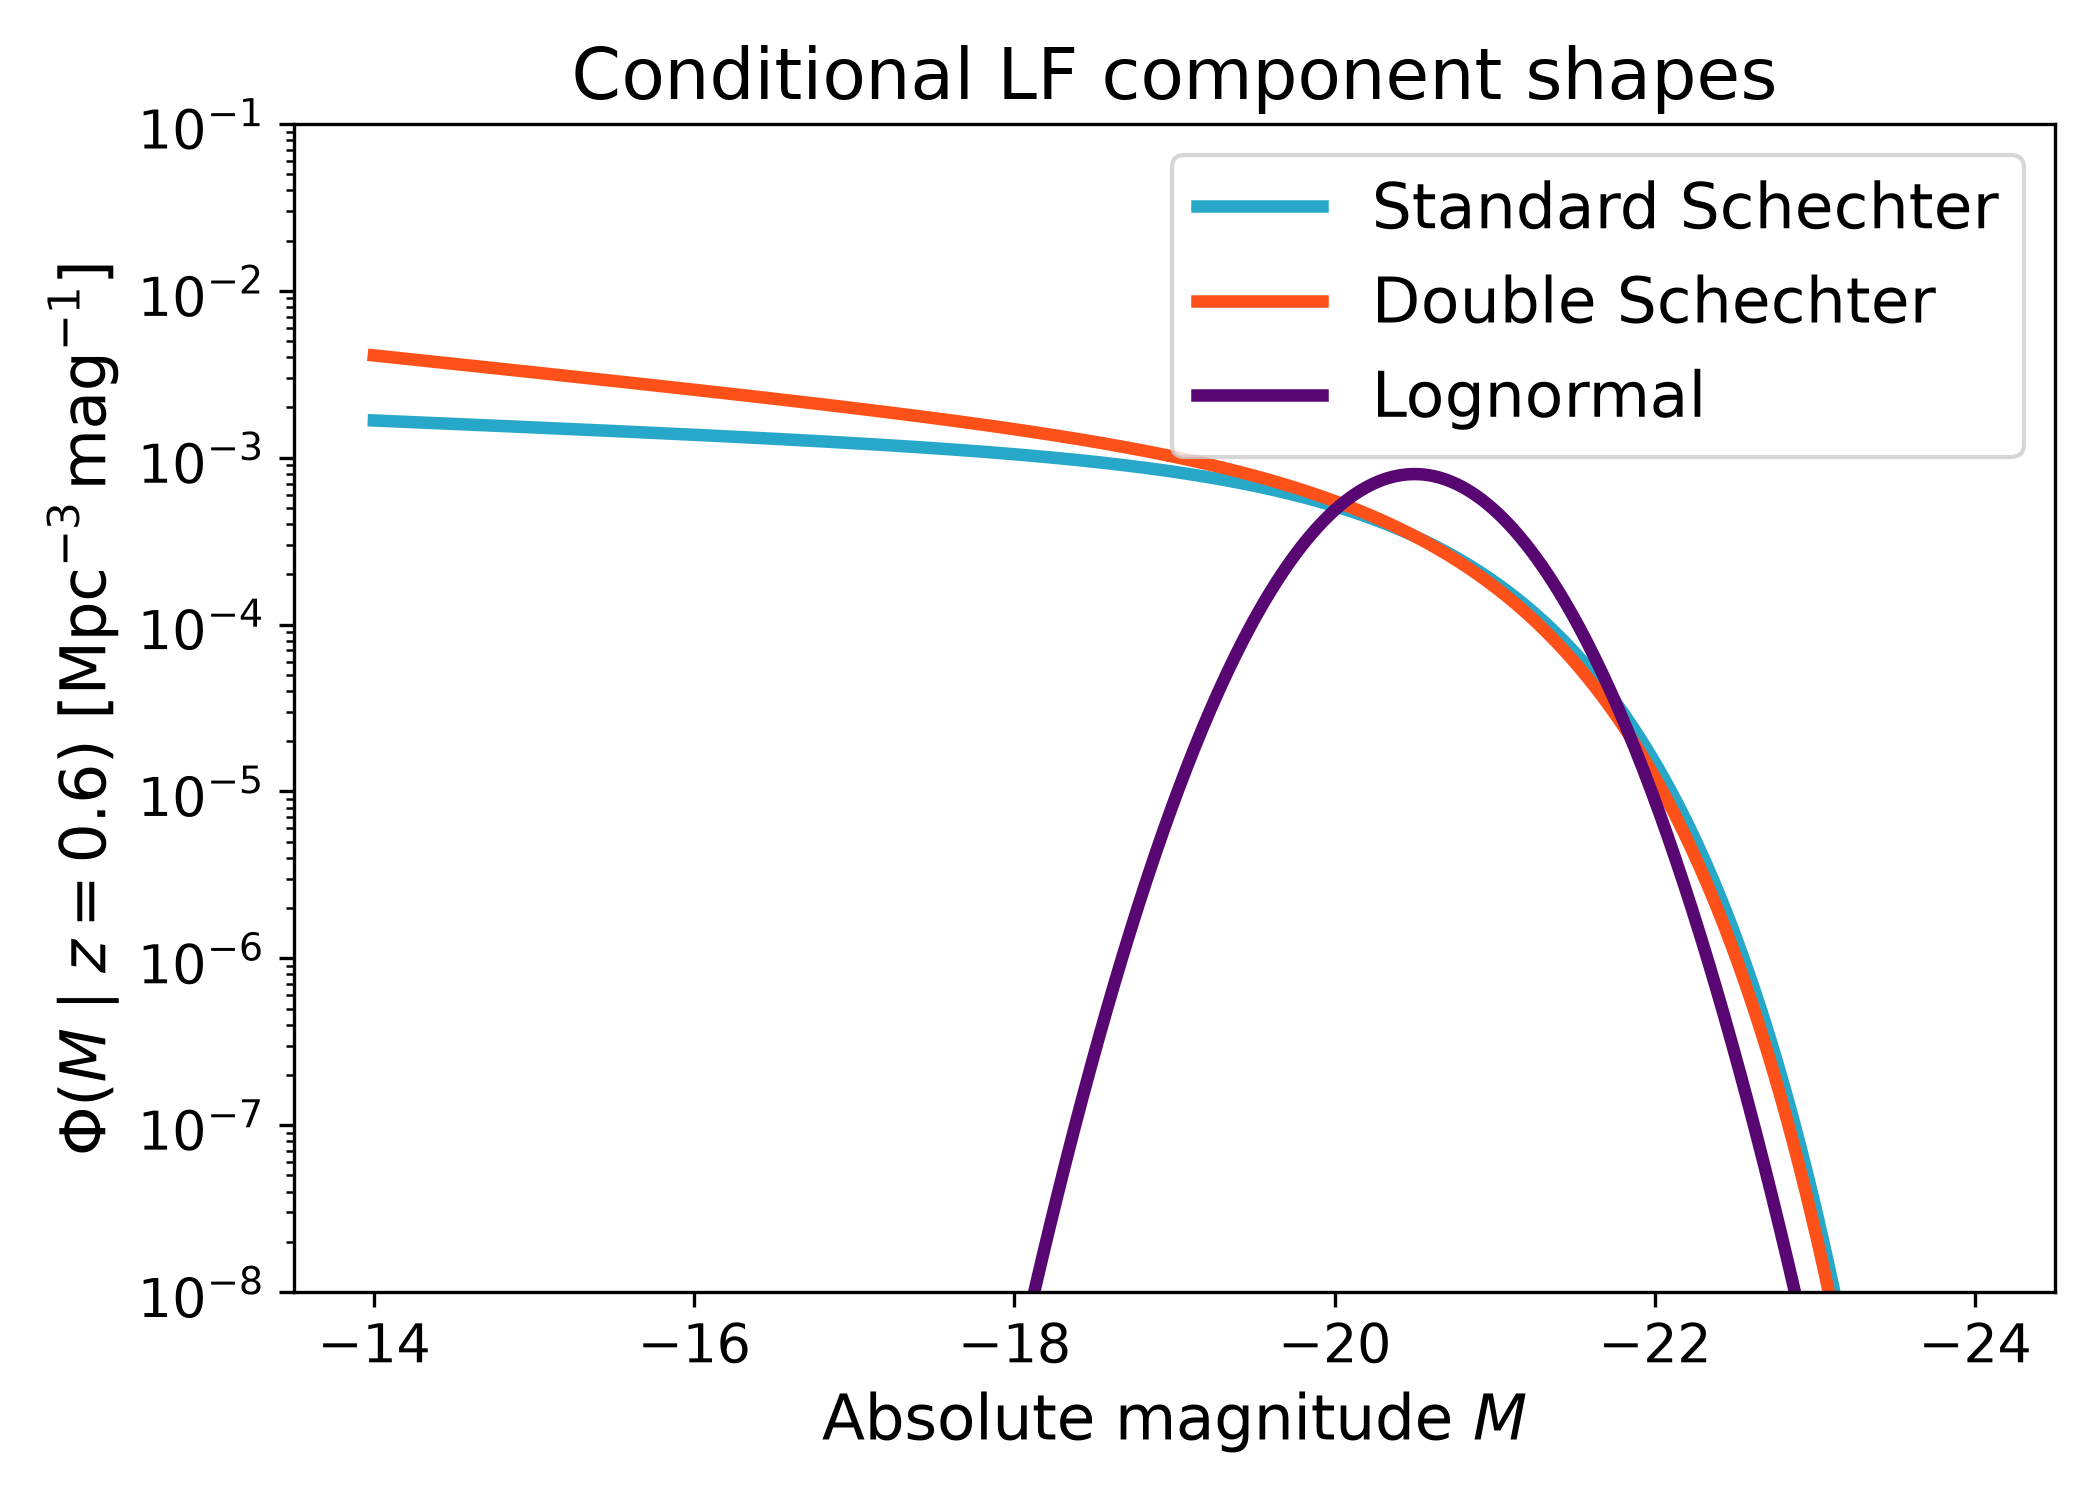 Conditional LF component shapes
10⁻¹
10⁻²
10⁻³
10⁻⁴
10⁻⁵
10⁻⁶
10⁻⁷
10⁻⁸
Φ(M | z = 0.6) [Mpc⁻³ mag⁻¹]
Standard Schechter
Double Schechter
Lognormal
−14 −16 −18 −20 −22 −24
Absolute magnitude M